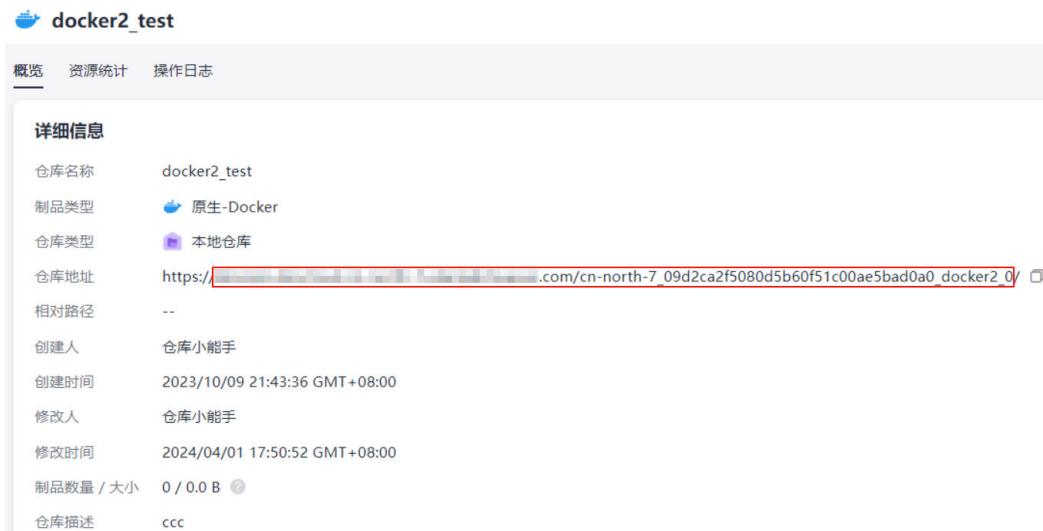 docker2_test
概览 资源统计 操作日志
详细信息
仓库名称 docker2_test
制品类型 原生-Docker
仓库类型 本地仓库
仓库地址 https:// .com/cn-north-7_09d2ca2f5080d5b60f51c00ae5bad0a0_docker2_0/
相对路径 --
创建人 仓库小能手
创建时间 2023/10/09 21:43:36 GMT+08:00
修改人 仓库小能手
修改时间 2024/04/01 17:50:52 GMT+08:00
制品数量 / 大小 0 / 0.0 B ?
仓库描述 ccc